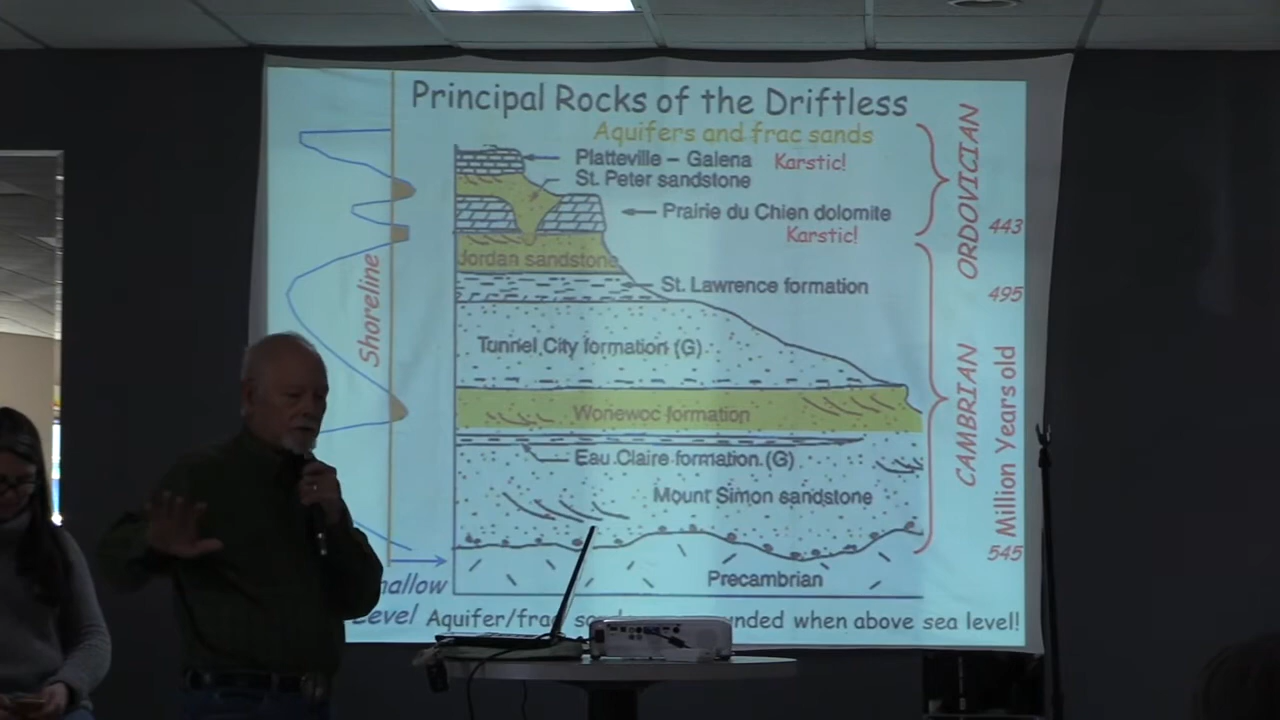 Principal Rocks of the Driftless
Aquifers and frac sands
Platteville – Galena Karstic!
St. Peter sandstone
Prairie du Chien dolomite
Karstic!
Jordan sandstone
St. Lawrence formation
Tunnel City formation (G)
Wonewoc formation
Eau Claire formation (G)
Mount Simon sandstone
Precambrian
Shoreline
ORDOVICIAN
443
495
CAMBRIAN
Million Years old
545
Level Aquifer/frac when above sea level!